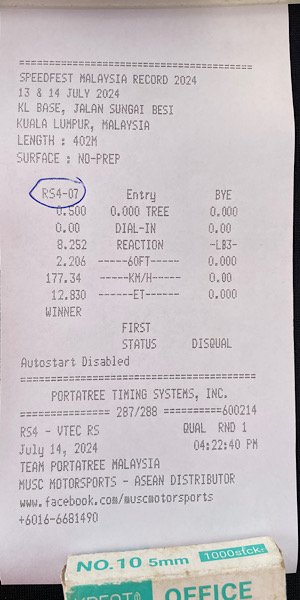 SPEEDFEST MALAYSIA RECORD 2024
13 & 14 JULY 2024
KL BASE, JALAN SUNGAI BESI
KUALA LUMPUR, MALAYSIA
LENGTH : 402M
SURFACE : NO-PREP
RS4-07 Entry BYE
0.500 0.000 TREE 0.000
0.00 DIAL-IN 0.00
8.252 REACTION -LB3-
2.206 ------60FT------ 0.000
177.34 ------KM/H------ 0.00
12.830 ------ET------ 0.000
WINNER
FIRST
STATUS DISQUAL
Autostart Disabled
PORTATREE TIMING SYSTEMS, INC.
=============== 287/288 ==========600214
RS4 - VTEC RS QUAL RND 1
July 14, 2024 04:22:40 PM
TEAM PORTATREE MALAYSIA
MUSC MOTORSPORTS - ASEAN DISTRIBUTOR
www.facebook.com/muscmotorsports
+6016-6681490
NO.10 5mm 1000stck.
OFFICE